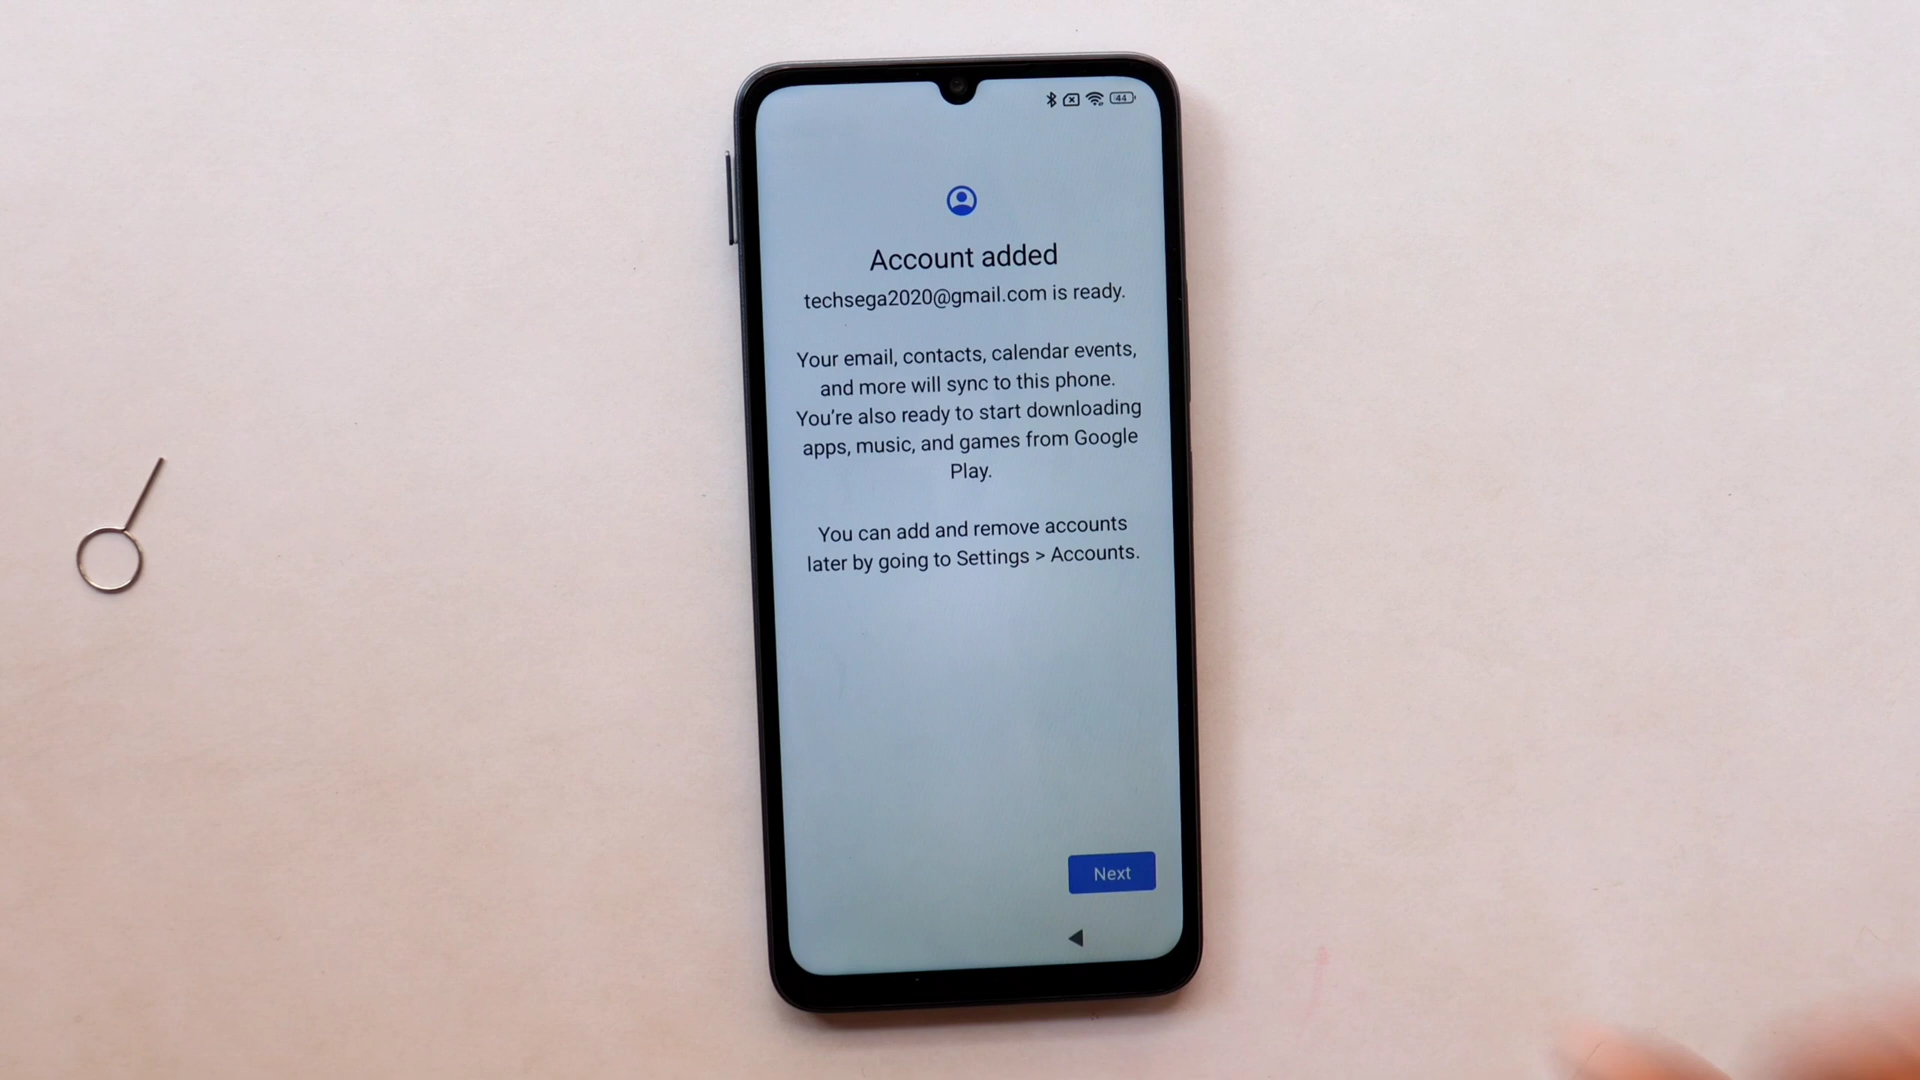 44
Account added
techsega2020@gmail.com is ready.
Your email, contacts, calendar events,
and more will sync to this phone.
You're also ready to start downloading
apps, music, and games from Google
Play.
You can add and remove accounts
later by going to Settings > Accounts.
Next